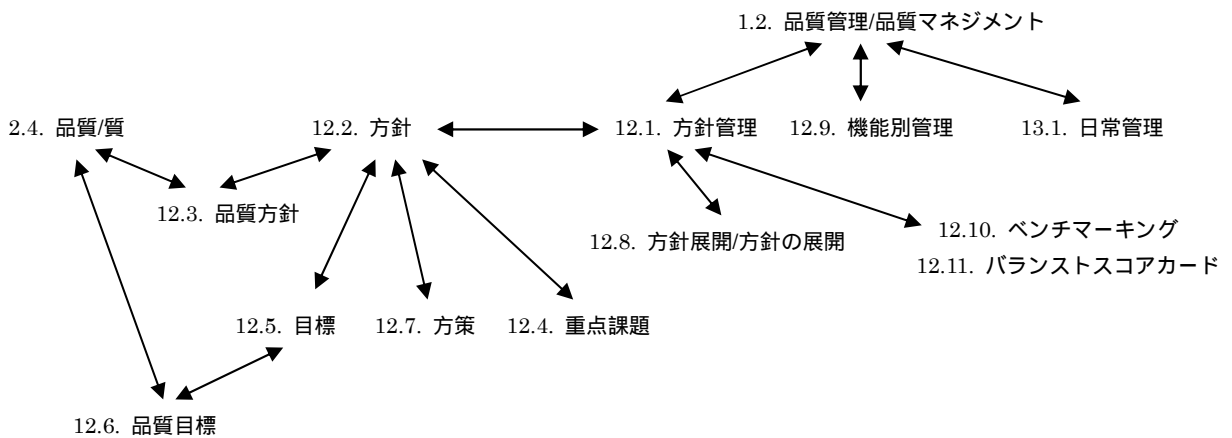 1.2. 品質管理/品質マネジメント
2.4. 品質/質
12.2. 方針
12.1. 方針管理
12.9. 機能別管理
13.1. 日常管理
12.3. 品質方針
12.8. 方針展開/方針の展開
12.10. ベンチマーキング
12.11. バランストスコアカード
12.5. 目標
12.7. 方策
12.4. 重点課題
12.6. 品質目標